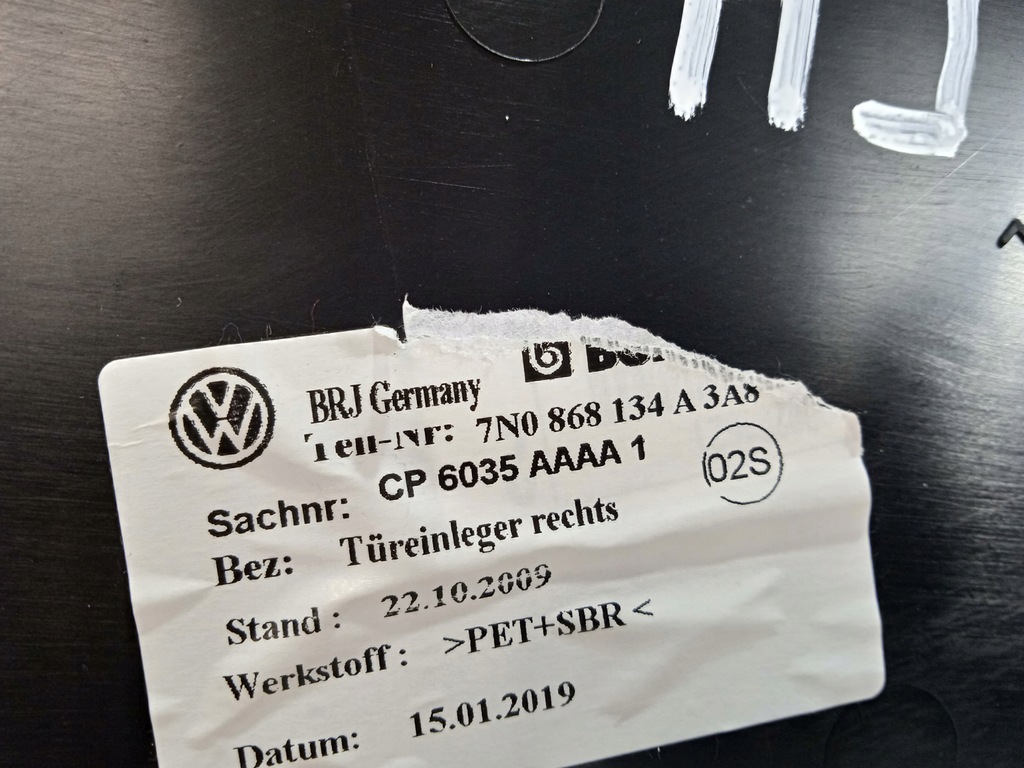 BRJ Germany
Teil-Nr: 7N0 868 134 A 3A8
Sachnr: CP 6035 AAAA 1
02S
Bez: Türeinleger rechts
Stand : 22.10.2009
Werkstoff : >PET+SBR <
Datum: 15.01.2019